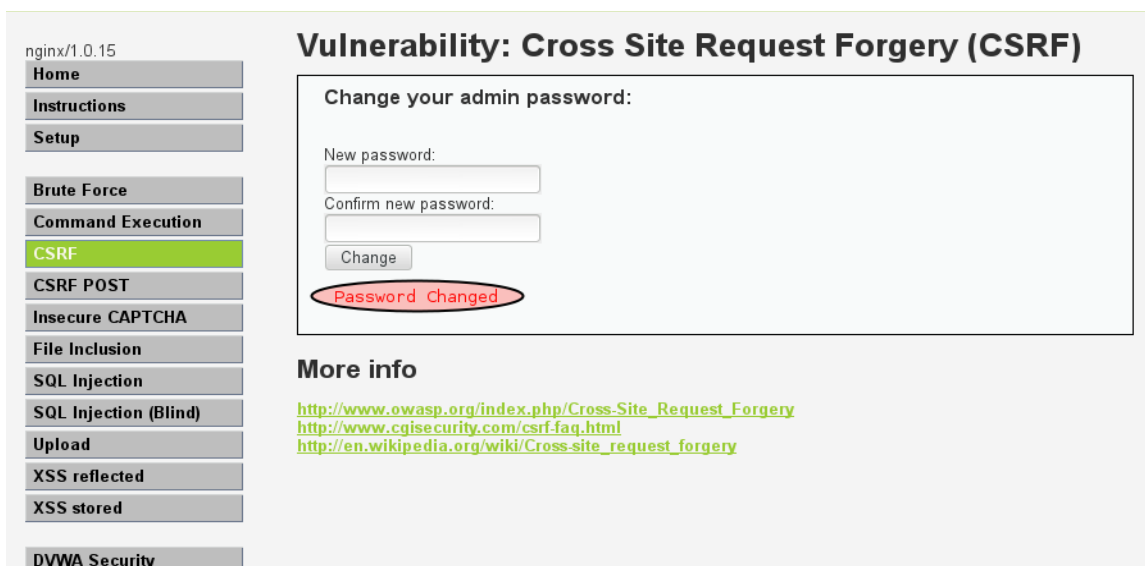 nginx/1.0.15
Home
Instructions
Setup
Brute Force
Command Execution
CSRF
CSRF POST
Insecure CAPTCHA
File Inclusion
SQL Injection
SQL Injection (Blind)
Upload
XSS reflected
XSS stored
DVWA Security
Vulnerability: Cross Site Request Forgery (CSRF)
Change your admin password:
New password:
Confirm new password:
Change
Password Changed
More info
http://www.owasp.org/index.php/Cross-Site_Request_Forgery
http://www.cgisecurity.com/csrf-faq.html
http://en.wikipedia.org/wiki/Cross-site_request_forgery